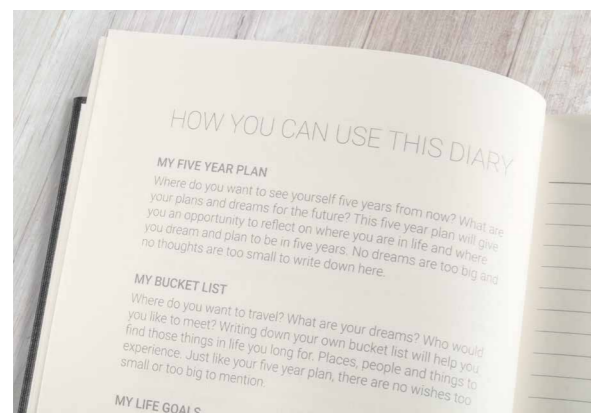 HOW YOU CAN USE THIS DIARY
MY FIVE YEAR PLAN
Where do you want to see yourself five years from now? What are
your plans and dreams for the future? This five year plan will give
you an opportunity to reflect on where you are in life and where
you dream and plan to be in five years. No dreams are too big and
no thoughts are too small to write down here.
MY BUCKET LIST
Where do you want to travel? What are your dreams? Who would
you like to meet? Writing down your own bucket list will help you
find those things in life you long for. Places, people and things to
experience. Just like your five year plan, there are no wishes too
small or too big to mention.
MY LIFE GOALS